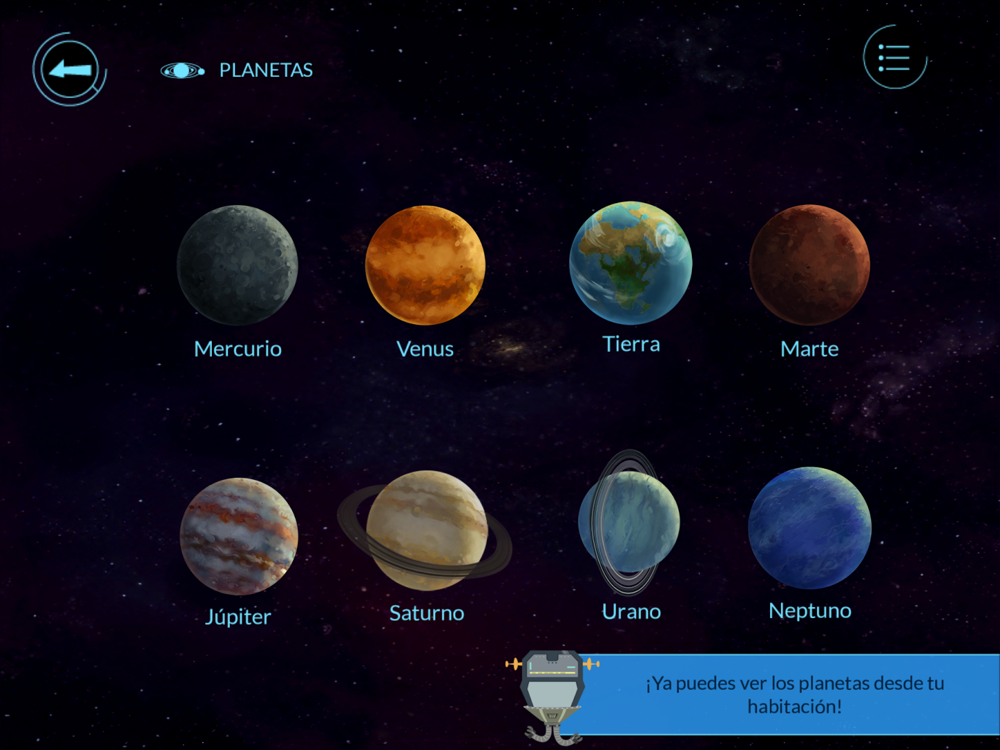 PLANETAS
Mercurio
Venus
Tierra
Marte
Júpiter
Saturno
Urano
Neptuno
¡Ya puedes ver los planetas desde tu
habitación!